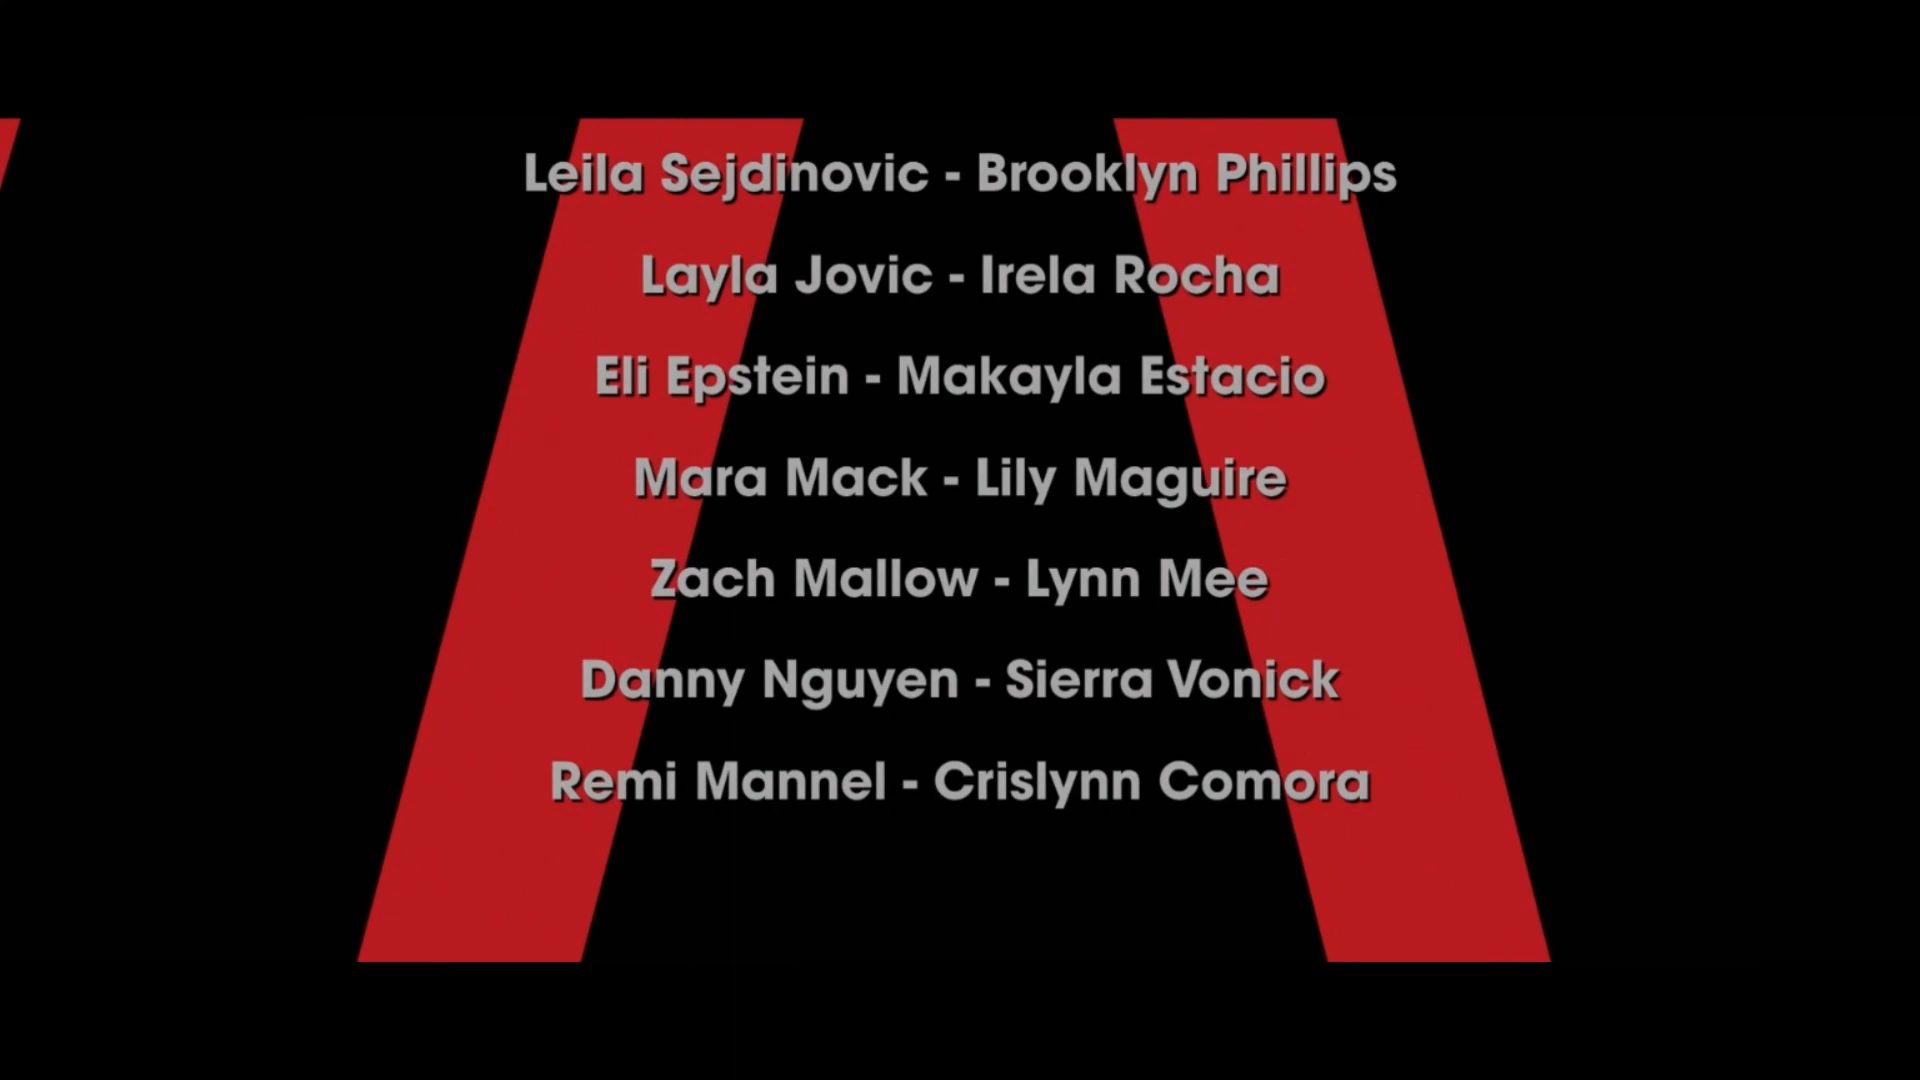 Leila Sejdinovic - Brooklyn Phillips
Layla Jovic - Irela Rocha
Eli Epstein - Makayla Estacio
Mara Mack - Lily Maguire
Zach Mallow - Lynn Mee
Danny Nguyen - Sierra Vonick
Remi Mannel - Crislynn Comora